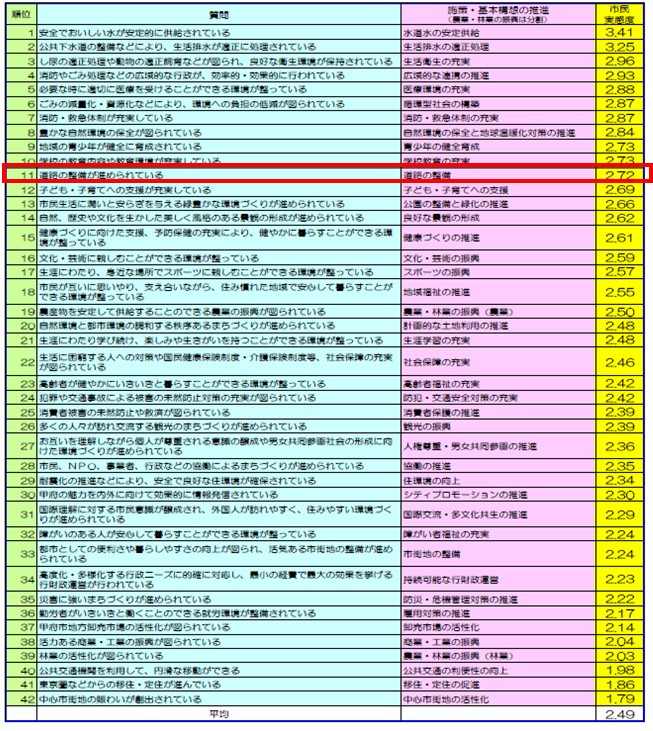 順位 質問 施策・基本構想の推進
(農業・林業の振興は分割) 市民
実感度
1 安全でおいしい水が安定的に供給されている 水道水の安定供給 3.41
2 公共下水道の整備などにより、生活排水が適正に処理されている 生活排水の適正処理 3.25
3 し尿の適正処理や動物の適正飼育などが図られ、良好な衛生環境が保持されている 生活衛生の充実 2.96
4 消防やごみ処理などの広域的な行政が、効率的・効果的に行われている 広域的な連携の推進 2.93
5 必要な時に適切に医療を受けることができる環境が整っている 医療環境の充実 2.88
6 ごみの減量化・資源化などにより、環境への負担の低減が図られている 循環型社会の構築 2.87
7 消防・救急体制が充実している 消防・救急体制の充実 2.87
8 豊かな自然環境の保全が図られている 自然環境の保全と地球温暖化対策の推進 2.84
9 地域の青少年が健全に育成されている 青少年の健全育成 2.73
10 学校の教育内容や教育環境が充実している 学校教育の充実 2.73
11 道路の整備が進められている 道路の整備 2.72
12 子ども・子育てへの支援が充実している 子ども・子育てへの支援 2.69
13 市民生活に潤いと安らぎを与える緑豊かな環境づくりが進められている 公園の整備と緑化の推進 2.66
14 自然、歴史や文化を生かした美しく風格のある景観の形成が進められている 良好な景観の形成 2.62
15 健康づくりに向けた支援、予防保健の充実により、健やかに暮らすことができる環
境が整っている 健康づくりの推進 2.61
16 文化・芸術に親しむことができる環境が整っている 文化・芸術の振興 2.59
17 生涯にわたり、身近な場所でスポーツに親しむことができる環境が整っている スポーツの振興 2.57
18 市民が互いに思いやり、支え合いながら、住み慣れた地域で安心して暮らすことが
できる環境が整っている 地域福祉の推進 2.55
19 農産物を安定して供給することのできる農業の振興が図られている 農業・林業の振興(農業) 2.50
20 自然環境と都市環境の調和する秩序あるまちづくりが進められている 計画的な土地利用の推進 2.48
21 生涯にわたり学び続け、楽しみや生きがいを持つことができる環境が整っている 生涯学習の充実 2.48
22 生活に困窮する人への対策や国民健康保険制度・介護保険制度等、社会保障の充実
が図られている 社会保障の充実 2.46
23 高齢者が健やかにいきいきと暮らすことができる環境が整っている 高齢者福祉の充実 2.42
24 犯罪や交通事故による被害の未然防止対策の充実が図られている 防犯・交通安全対策の充実 2.42
25 消費者被害の未然防止や救済が図られている 消費者保護の推進 2.39
26 多くの人々が訪れ交流する観光のまちづくりが進められている 観光の振興 2.39
27 お互いを理解しながら個人が尊重される意識の醸成や男女共同参画社会の形成に向
けた環境づくりが進められている 人権尊重・男女共同参画の推進 2.36
28 市民、NPO、事業者、行政などの協働によるまちづくりが進められている 協働の推進 2.35
29 耐震化の推進などにより、安全で良好な住環境が確保されている 住環境の向上 2.34
30 甲府の魅力を内外に向けて効果的に情報発信されている シティプロモーションの推進 2.30
31 国際理解に対する市民意識が醸成され、外国人が訪れやすく、住みやすい環境づく
りが進められている 国際交流・多文化共生の推進 2.29
32 障がいのある人が安心して暮らすことができる環境が整っている 障がい者福祉の充実 2.24
33 都市としての便利さや暮らしやすさの向上が図られ、活気ある市街地の整備が進め
られている 市街地の整備 2.24
34 高度化・多様化する行政ニーズに的確に対応し、最小の経費で最大の効果を挙げる
行財政運営が行われている 持続可能な行財政運営 2.23
35 災害に強いまちづくりが進められている 防災・危機管理対策の推進 2.22
36 勤労者がいきいきと働くことのできる就労環境が整備されている 雇用対策の推進 2.17
37 甲府市地方卸売市場の活性化が図られている 卸売市場の活性化 2.14
38 活力ある商業・工業の振興が図られている 商業・工業の振興 2.04
39 林業の活性化が図られている 農業・林業の振興(林業) 2.03
40 公共交通機関を利用して、円滑な移動ができる 公共交通の利便性の向上 1.98
41 東京圏などからの移住・定住が進んでいる 移住・定住の促進 1.86
42 中心市街地の賑わいが創出されている 中心市街地の活性化 1.79
平均 2.49